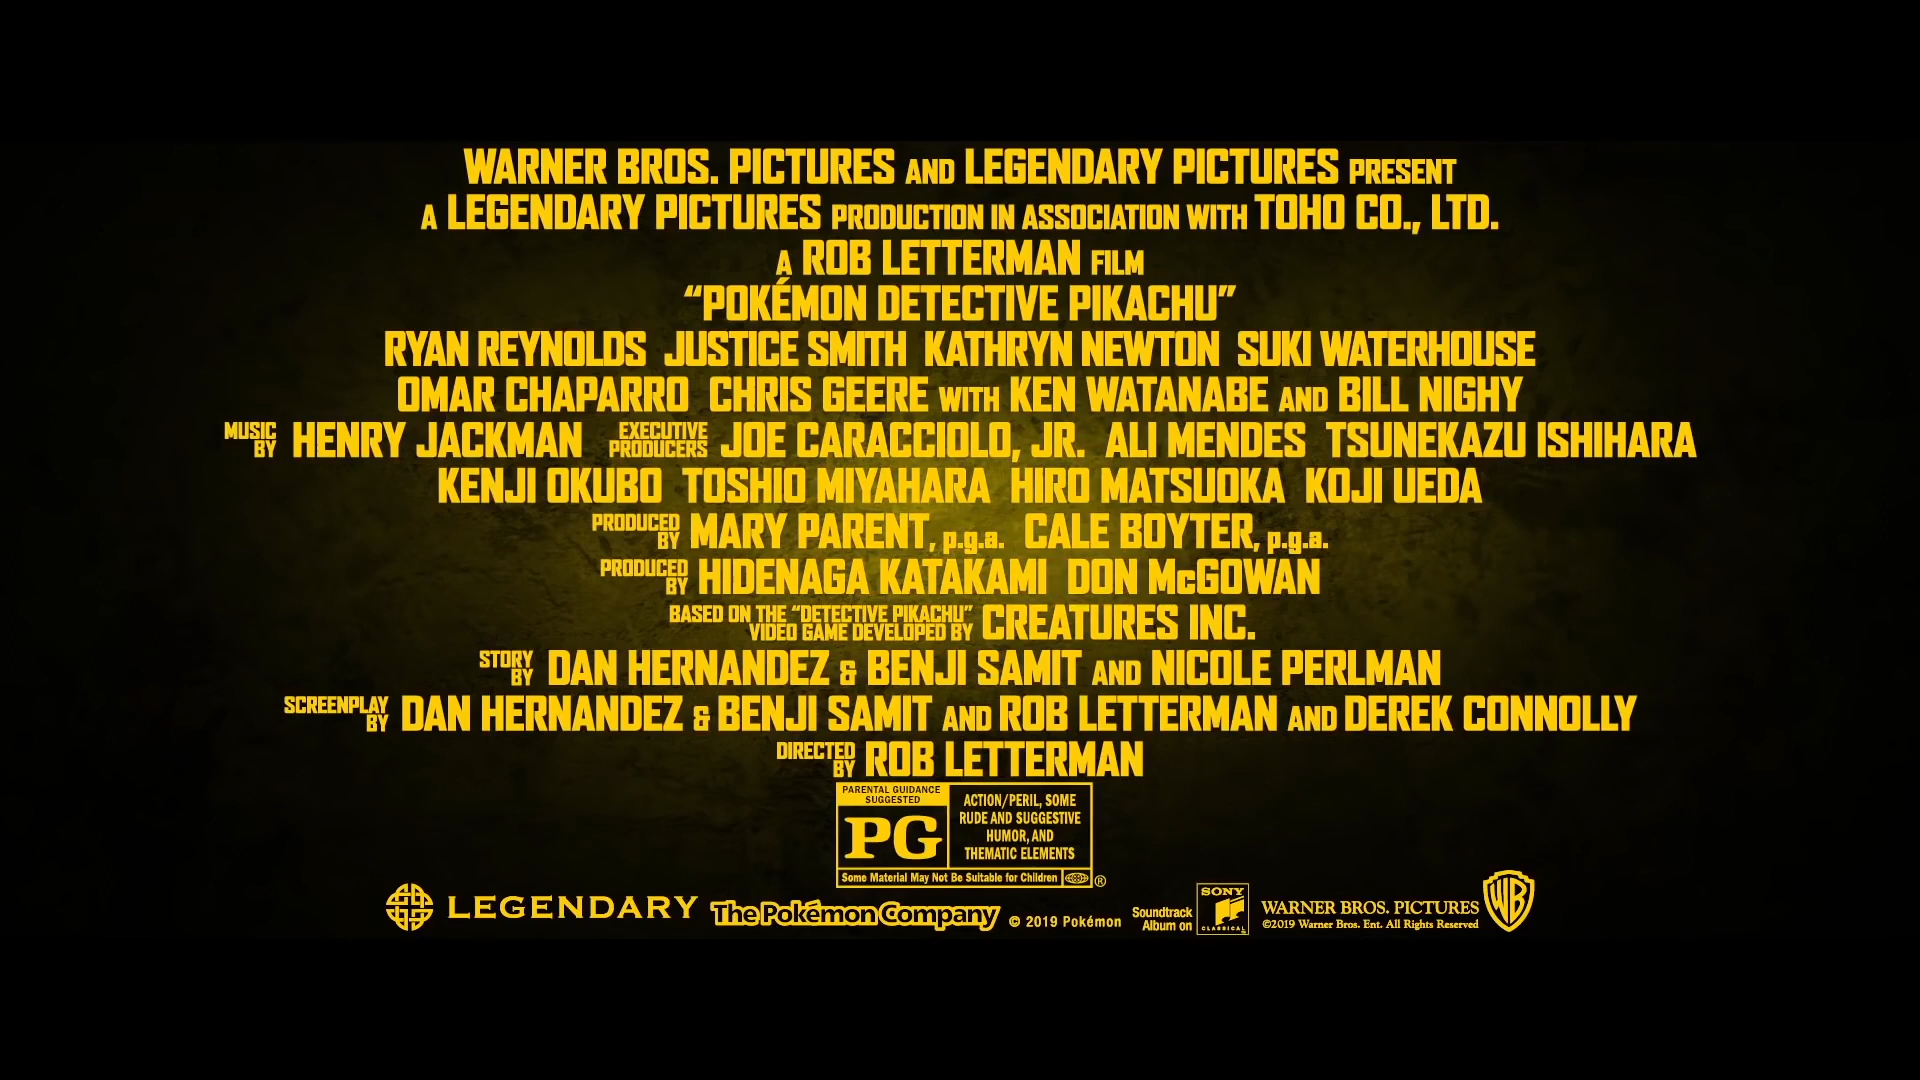 WARNER BROS. PICTURES AND LEGENDARY PICTURES PRESENT
A LEGENDARY PICTURES PRODUCTION IN ASSOCIATION WITH TOHO CO., LTD.
A ROB LETTERMAN FILM
“POKÉMON DETECTIVE PIKACHU”
RYAN REYNOLDS JUSTICE SMITH KATHRYN NEWTON SUKI WATERHOUSE
OMAR CHAPARRO CHRIS GEERE WITH KEN WATANABE AND BILL NIGHY
MUSIC BY HENRY JACKMAN EXECUTIVE PRODUCERS JOE CARACCIOLO, JR. ALI MENDES TSUNEKAZU ISHIHARA
KENJI OKUBO TOSHIO MIYAHARA HIRO MATSUOKA KOJI UEDA
PRODUCED BY MARY PARENT, p.g.a. CALE BOYTER, p.g.a.
PRODUCED BY HIDENAGA KATAKAMI DON McGOWAN
BASED ON THE “DETECTIVE PIKACHU” VIDEO GAME DEVELOPED BY CREATURES INC.
STORY BY DAN HERNANDEZ & BENJI SAMIT AND NICOLE PERLMAN
SCREENPLAY BY DAN HERNANDEZ & BENJI SAMIT AND ROB LETTERMAN AND DEREK CONNOLLY
DIRECTED BY ROB LETTERMAN
PARENTAL GUIDANCE SUGGESTED
PG
ACTION/PERIL, SOME
RUDE AND SUGGESTIVE
HUMOR, AND
THEMATIC ELEMENTS
Some Material May Not Be Suitable for Children ®
LEGENDARY The Pokémon Company © 2019 Pokémon
Soundtrack
Album on
SONY
CLASSICAL
WARNER BROS. PICTURES
©2019 Warner Bros. Ent. All Rights Reserved
WB